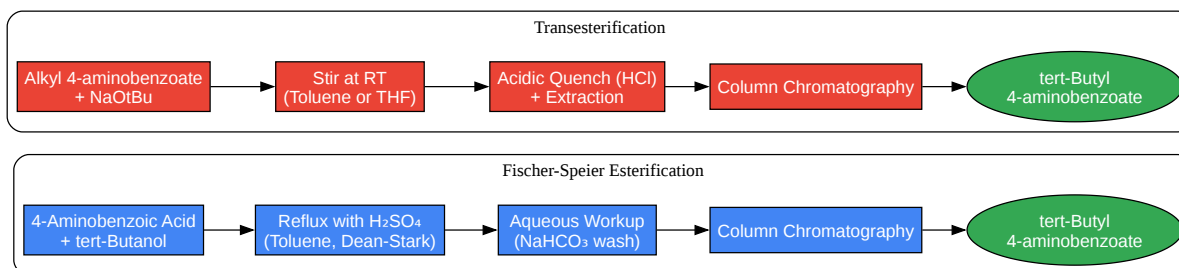 Transesterification
Alkyl 4-aminobenzoate
+ NaOtBu
Stir at RT
(Toluene or THF)
Acidic Quench (HCl)
+ Extraction
Column Chromatography
tert-Butyl
4-aminobenzoate
Fischer-Speier Esterification
4-Aminobenzoic Acid
+ tert-Butanol
Reflux with H₂SO₄
(Toluene, Dean-Stark)
Aqueous Workup
(NaHCO₃ wash)
Column Chromatography
tert-Butyl
4-aminobenzoate